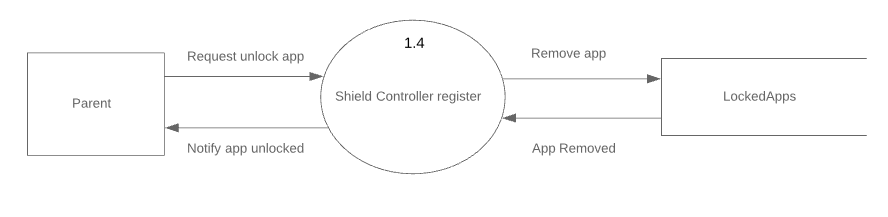 1.4
Request unlock app
Remove app
Parent
Shield Controller register
LockedApps
Notify app unlocked
App Removed